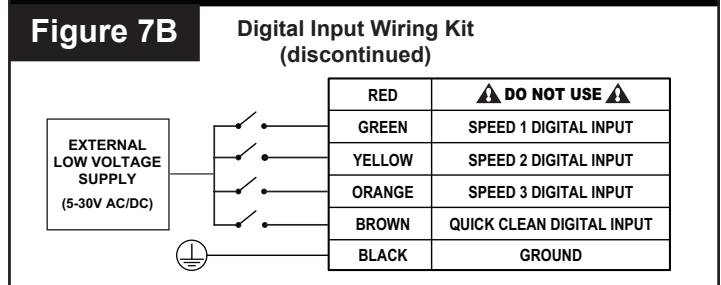 Figure 7B
Digital Input Wiring Kit
(discontinued)
EXTERNAL
LOW VOLTAGE
SUPPLY
(5-30V AC/DC)
RED DO NOT USE
GREEN SPEED 1 DIGITAL INPUT
YELLOW SPEED 2 DIGITAL INPUT
ORANGE SPEED 3 DIGITAL INPUT
BROWN QUICK CLEAN DIGITAL INPUT
BLACK GROUND